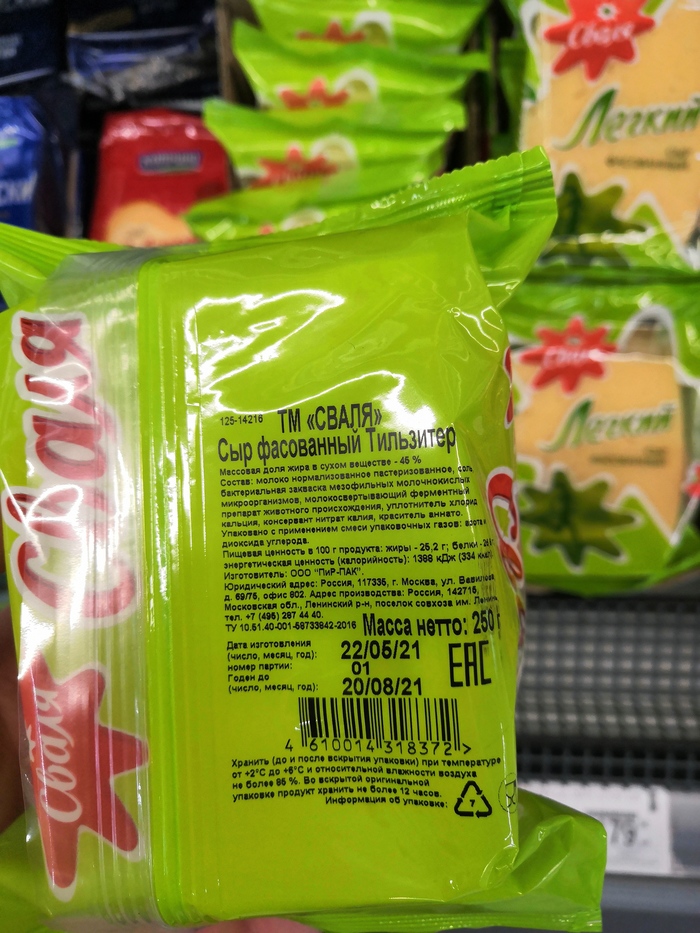 Сваля
Легкий
Сваля
Легкий
Сваля
Сваля
125-14216 ТМ «СВАЛЯ»
Сыр фасованный Тильзитер
Массовая доля жира в сухом веществе - 45 %
Состав: молоко нормализованное пастеризованное, соль,
бактериальная закваска мезофильных молочнокислых
микроорганизмов, молокосвертывающий ферментный
препарат животного происхождения, уплотнитель хлорид
кальция, консервант нитрат калия, краситель аннато.
Упаковано с применением смеси упаковочных газов: азота и
диоксида углерода.
Пищевая ценность в 100 г продукта: жиры - 25,2 г; белки -
энергетическая ценность (калорийность): 1388 кДж (334 ккал).
Изготовитель: ООО "ПиР-ПАК".
Юридический адрес: Россия, 117335, г. Москва, ул. Вавилова
д. 69/75, офис 802. Адрес производства: Россия, 142715,
Московская обл., Ленинский р-н, поселок совхоза им. Ленина,
тел. +7 (495) 287 44 40.
ТУ 10.51.40-001-58733842-2016 Масса нетто: 250 г
Дата изготовления
(число, месяц, год): 22/05/21
номер партии: 01
Годен до
(число, месяц, год): 20/08/21
EAC
4 610014 318372 >
Хранить (до и после вскрытия упаковки) при температуре
от +2°С до +6°С и относительной влажности воздуха
не более 85 %. Во вскрытой оригинальной
упаковке продукт хранить не более 12 часов.
Информация об упаковке:
7